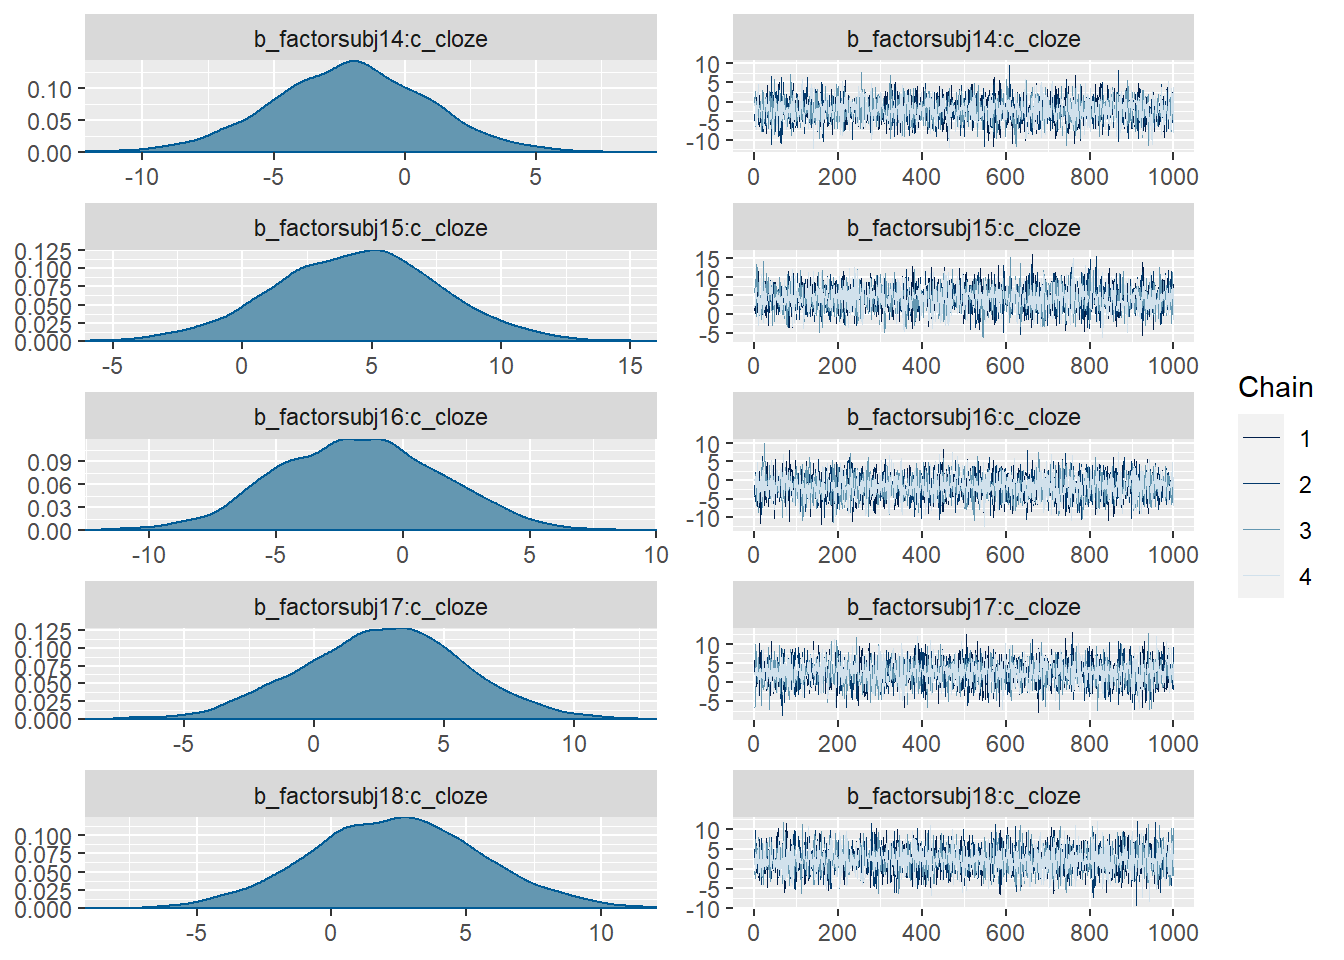 b_factorsubj14:c_cloze
0.10
0.05
0.00
-10 -5 0 5
b_factorsubj14:c_cloze
10
5
0
-5
-10
0 200 400 600 800 1000
b_factorsubj15:c_cloze
0.125
0.100
0.075
0.050
0.025
0.000
-5 0 5 10 15
b_factorsubj15:c_cloze
15
10
5
0
-5
0 200 400 600 800 1000
b_factorsubj16:c_cloze
0.09
0.06
0.03
0.00
-10 -5 0 5 10
b_factorsubj16:c_cloze
10
5
0
-5
-10
0 200 400 600 800 1000
b_factorsubj17:c_cloze
0.125
0.100
0.075
0.050
0.025
0.000
-5 0 5 10
b_factorsubj17:c_cloze
10
5
0
-5
0 200 400 600 800 1000
b_factorsubj18:c_cloze
0.100
0.075
0.050
0.025
0.000
-5 0 5 10
b_factorsubj18:c_cloze
10
5
0
-5
-10
0 200 400 600 800 1000
Chain
1
2
3
4